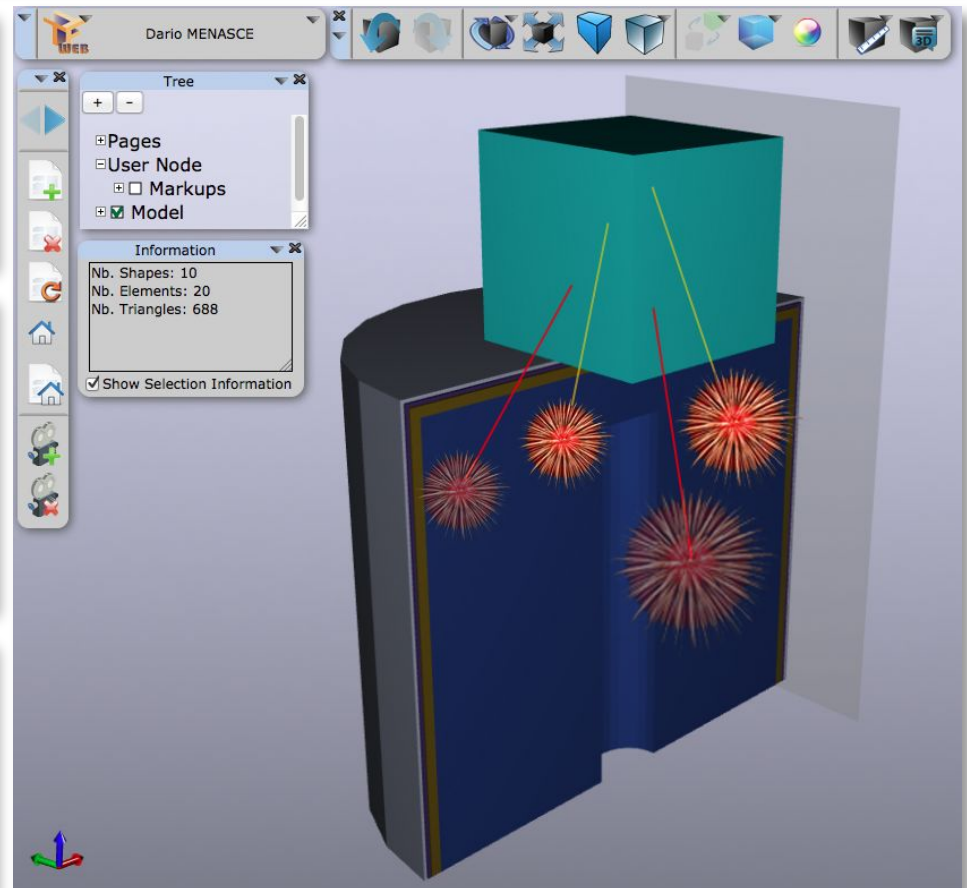 WEB
Dario MENASCE
3D
Tree
+ -
Pages
User Node
Markups
Model
Information
Nb. Shapes: 10
Nb. Elements: 20
Nb. Triangles: 688
Show Selection Information